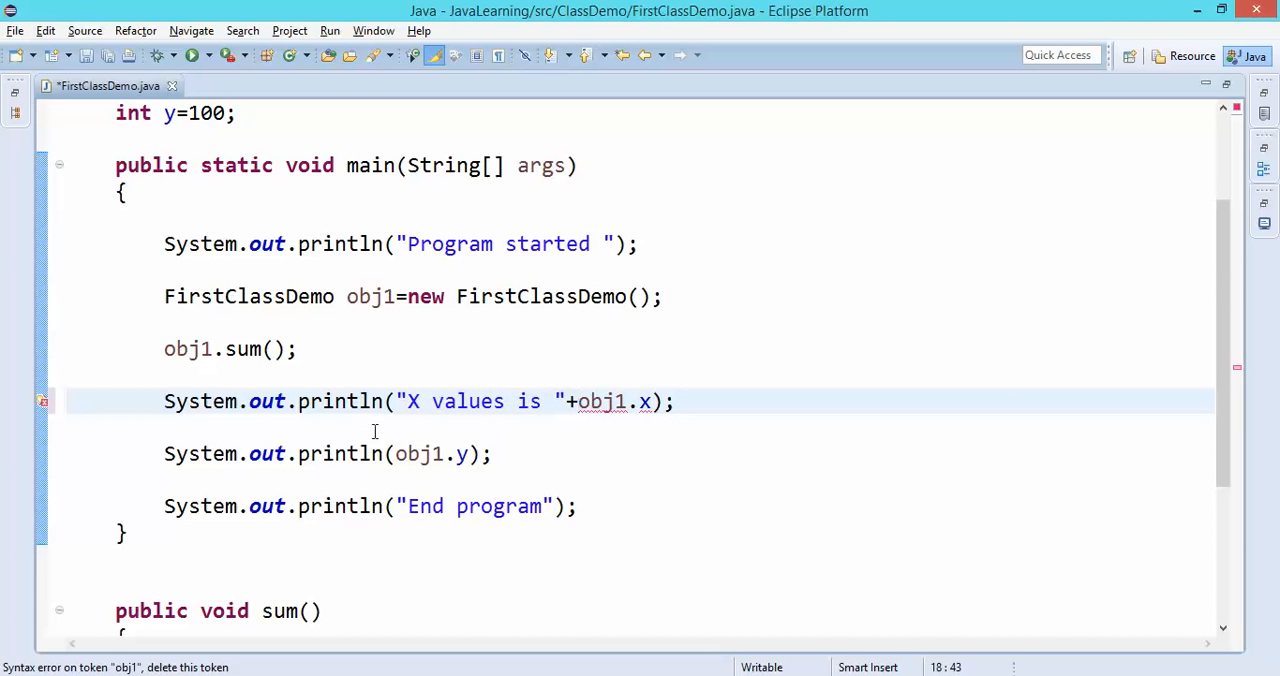 Java - JavaLearning/src/ClassDemo/FirstClassDemo.java - Eclipse Platform
File Edit Source Refactor Navigate Search Project Run Window Help
Quick Access Resource Java
*FirstClassDemo.java
int y=100;
public static void main(String[] args)
{
System.out.println("Program started ");
FirstClassDemo obj1=new FirstClassDemo();
obj1.sum();
System.out.println("X values is "+obj1.x);
System.out.println(obj1.y);
System.out.println("End program");
}
public void sum()
{
Syntax error on token "obj1", delete this token Writable Smart Insert 18 : 43